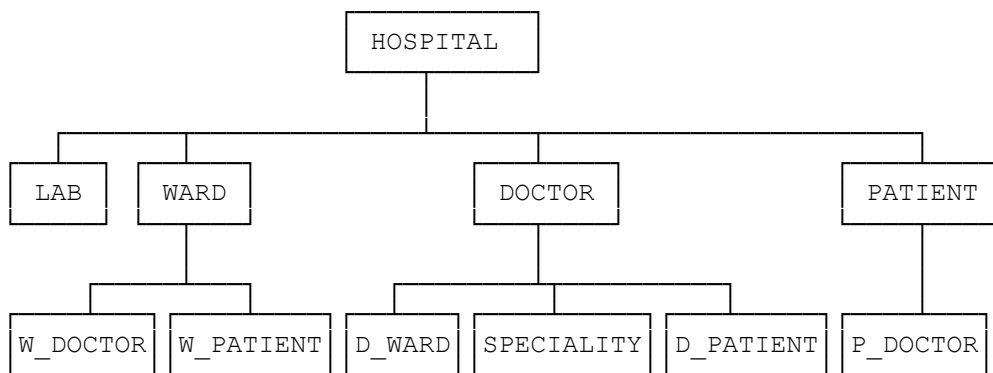 HOSPITAL
LAB WARD DOCTOR PATIENT
W_DOCTOR W_PATIENT D_WARD SPECIALITY D_PATIENT P_DOCTOR